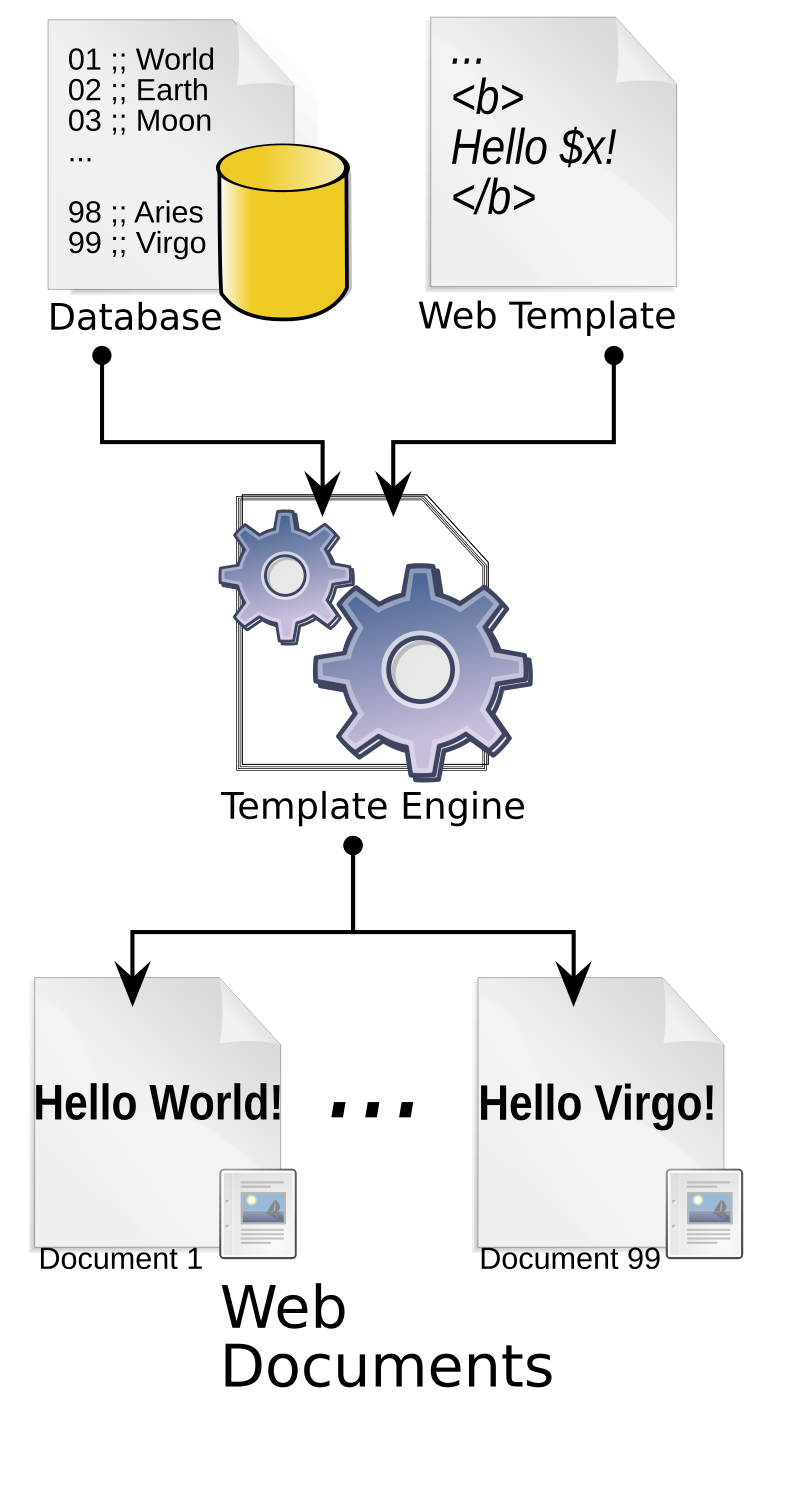 01 ;; World
02 ;; Earth
03 ;; Moon
...
98 ;; Aries
99 ;; Virgo
Database
...
<b>
Hello $x!
</b>
Web Template
Template Engine
Hello World!
...
Hello Virgo!
Document 1
Document 99
Web
Documents